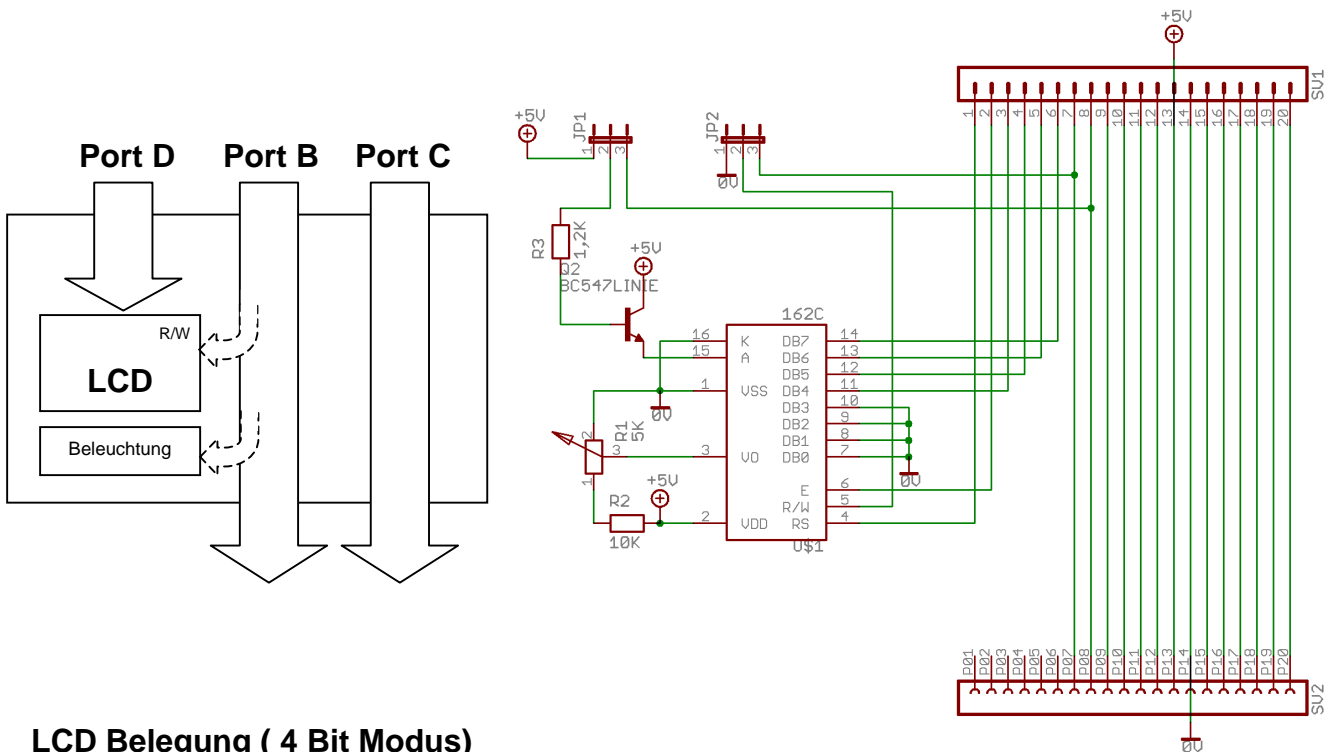 Port D Port B Port C
R/W
LCD
Beleuchtung
LCD Belegung ( 4 Bit Modus)
+5V
SV1
1 2 3 4 5 6 7 8 9 10 11 12 13 14 15 16 17 18 19 20
+5V
JP1
1 2 3
JP2
1 2 3
0V
R3
1,2K
Q2
BC547LINIE
+5V
162C
16 K DB7 14
15 A DB6 13
DB5 12
1 VSS DB4 11
DB3 10
DB2 9
DB1 8
3 VO DB0 7
E 6
R/W 5
2 VDD RS 4
U$1
0V
R1
5K
2
3
1
+5V
R2
10K
0V
P01 P02 P03 P04 P05 P06 P07 P08 P09 P10 P11 P12 P13 P14 P15 P16 P17 P18 P19 P20
SV2
0V